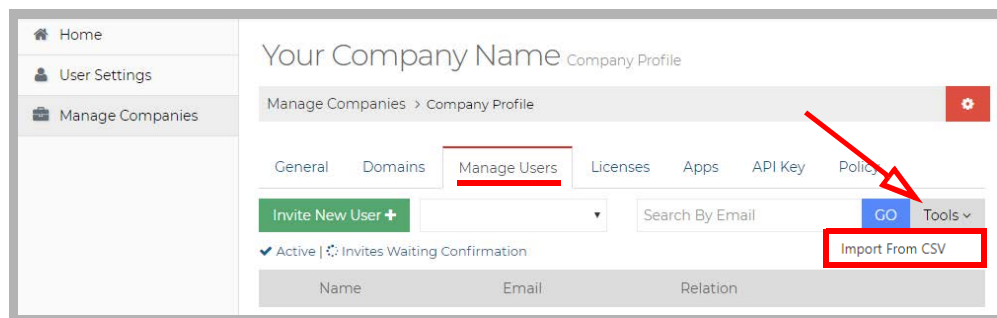 Home
User Settings
Manage Companies
Your Company Name Company Profile
Manage Companies > Company Profile
General Domains Manage Users Licenses Apps API Key Policy
Invite New User + Search By Email GO Tools
Active | Invites Waiting Confirmation
Import From CSV
Name Email Relation